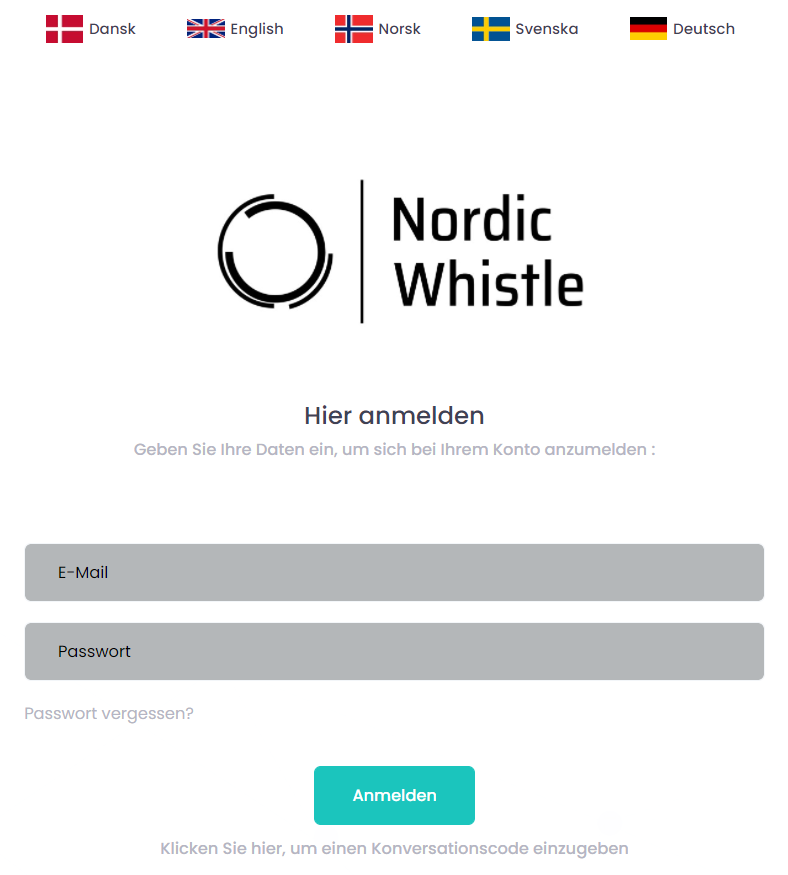 Dansk English Norsk Svenska Deutsch
Nordic
Whistle
Hier anmelden
Geben Sie Ihre Daten ein, um sich bei Ihrem Konto anzumelden :
E-Mail
Passwort
Passwort vergessen?
Anmelden
Klicken Sie hier, um einen Konversationscode einzugeben